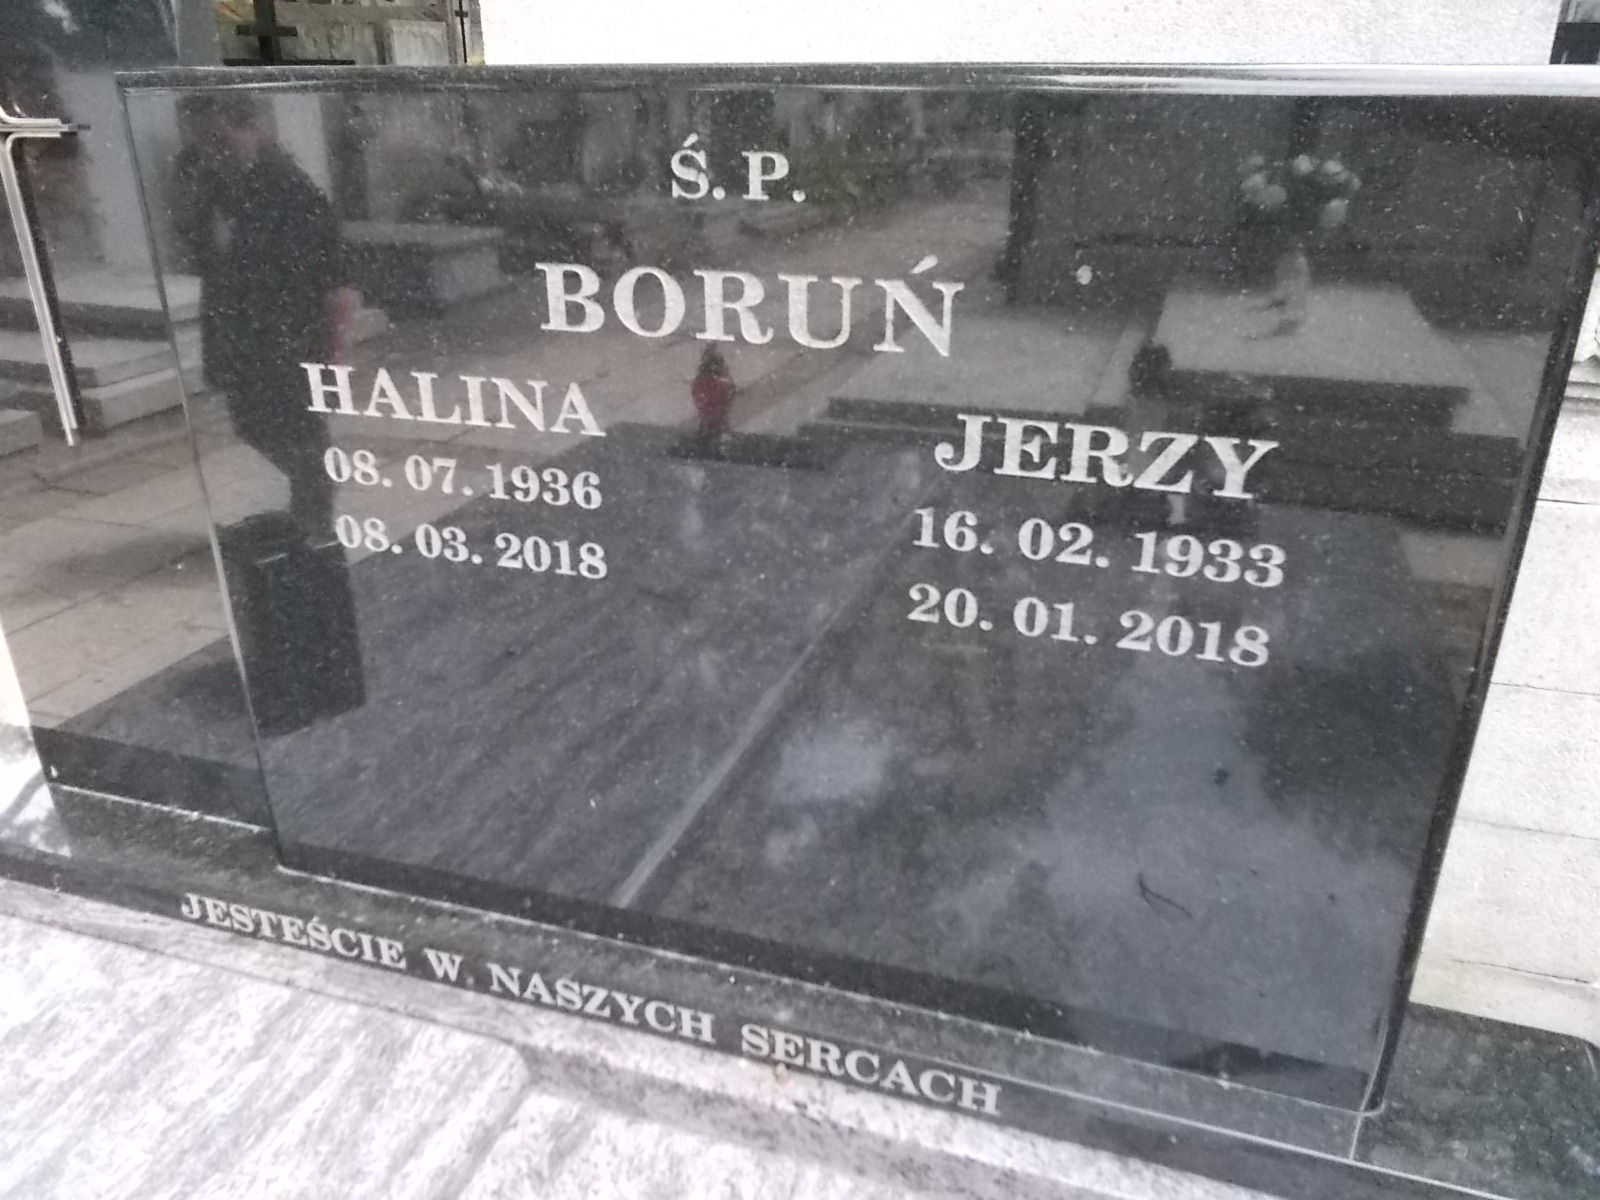 Ś. P.
BORUŃ
HALINA
08. 07. 1936
08. 03. 2018
JERZY
16. 02. 1933
20. 01. 2018
JESTEŚCIE W NASZYCH SERCACH